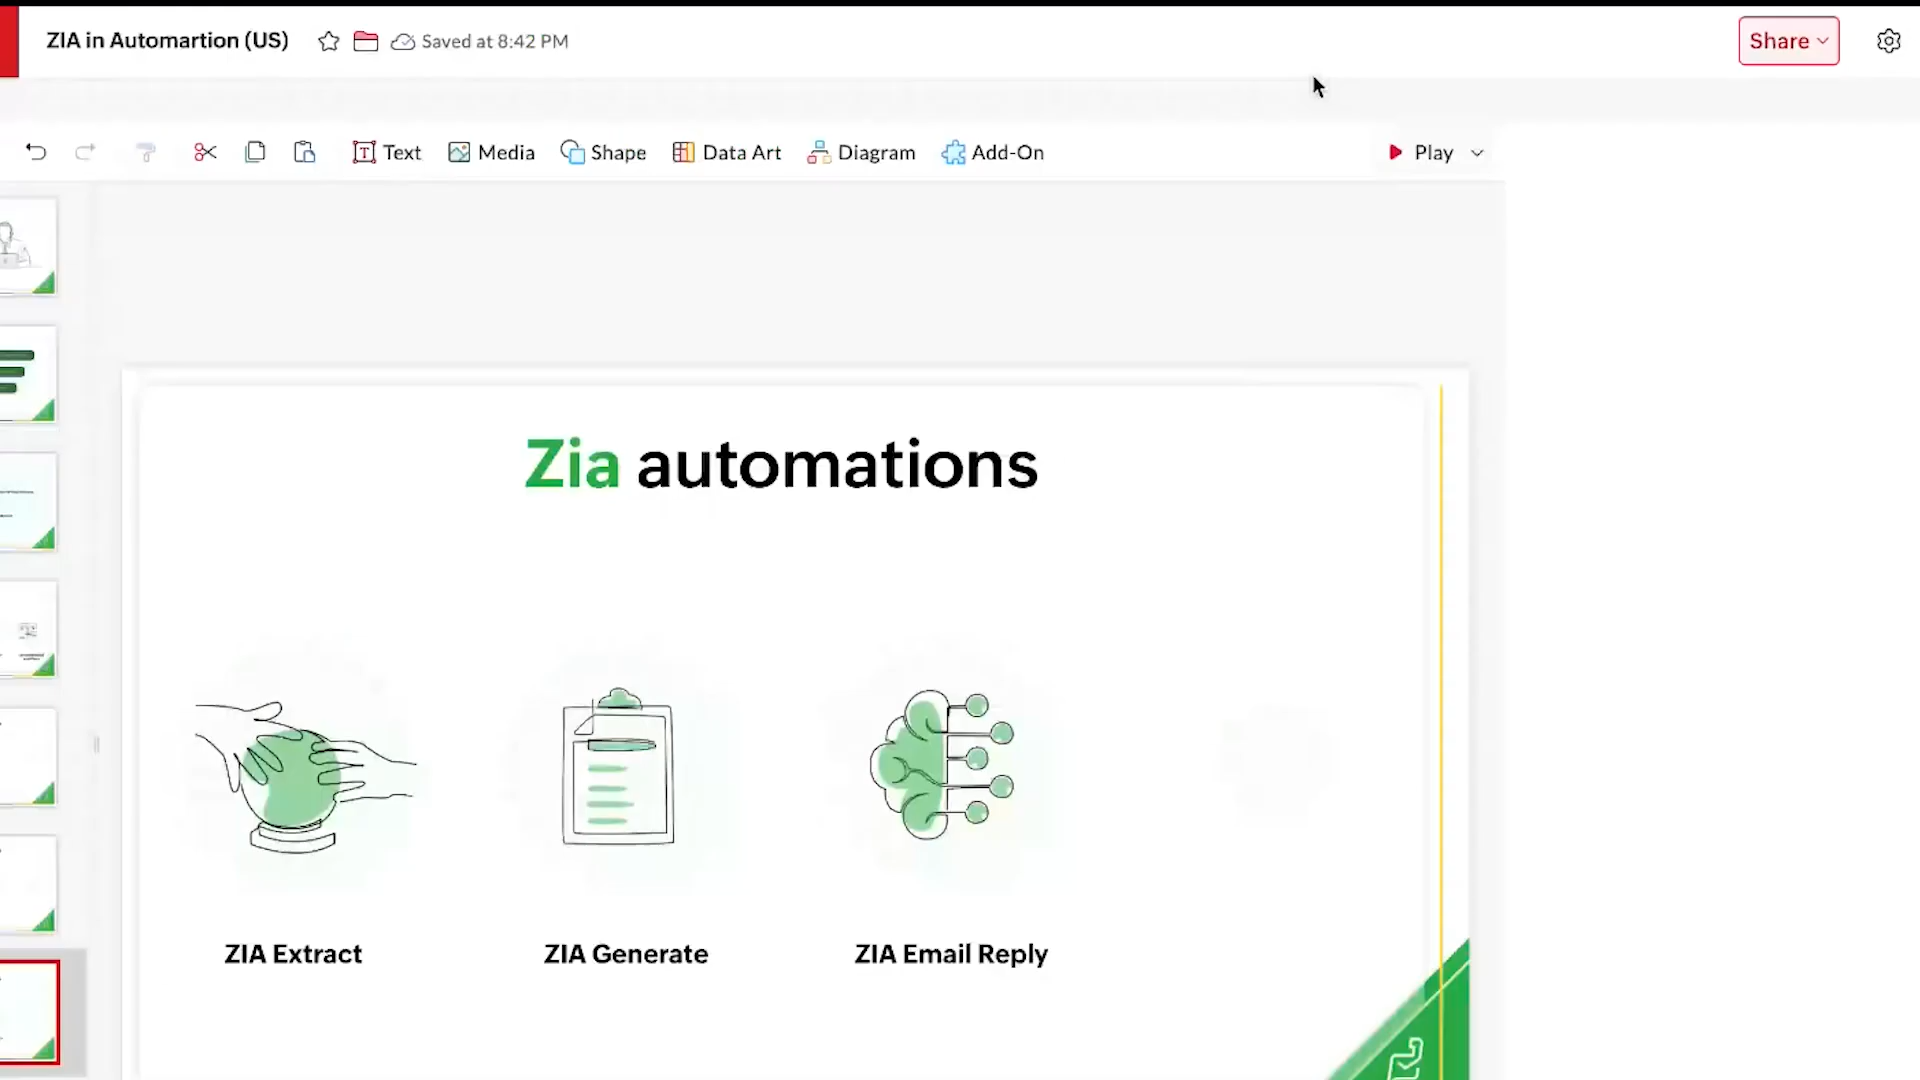 ZIA in Automartion (US)
Saved at 8:42 PM
Share
Text
Media
Shape
Data Art
Diagram
Add-On
Play
Zia automations
ZIA Extract
ZIA Generate
ZIA Email Reply